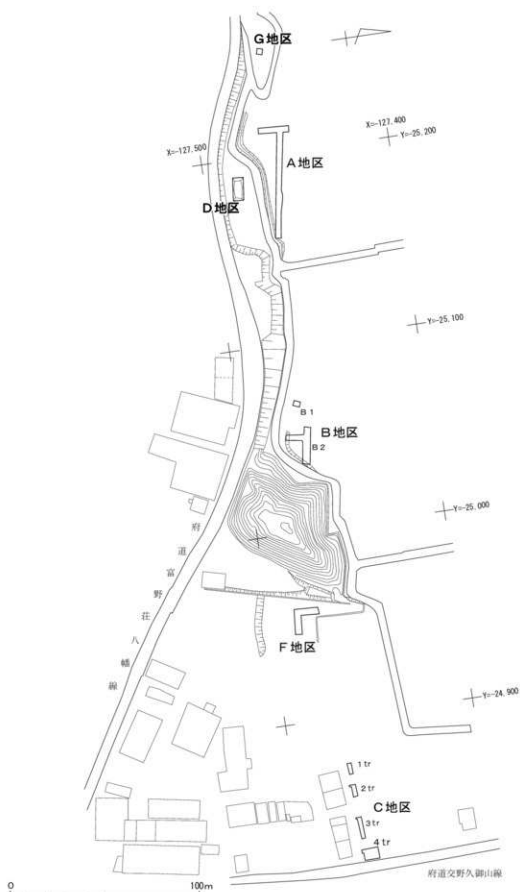 G地区
X=-127,400
Y=-25,200
X=-127,500
A地区
D地区
Y=-25,100
B1
B地区
B2
Y=-25,000
府道富野荘八幡線
F地区
Y=-24,900
1tr
2tr
C地区
3tr
4tr
府道交野久御山線
0 100m